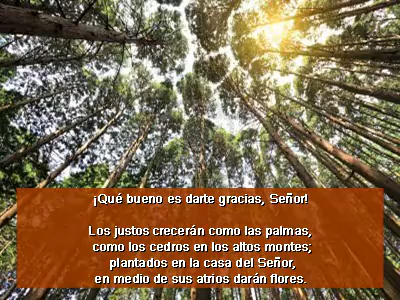 ¡Qué bueno es darte gracias, Señor!
Los justos crecerán como las palmas,
como los cedros en los altos montes;
plantados en la casa del Señor,
en medio de sus atrios darán flores.